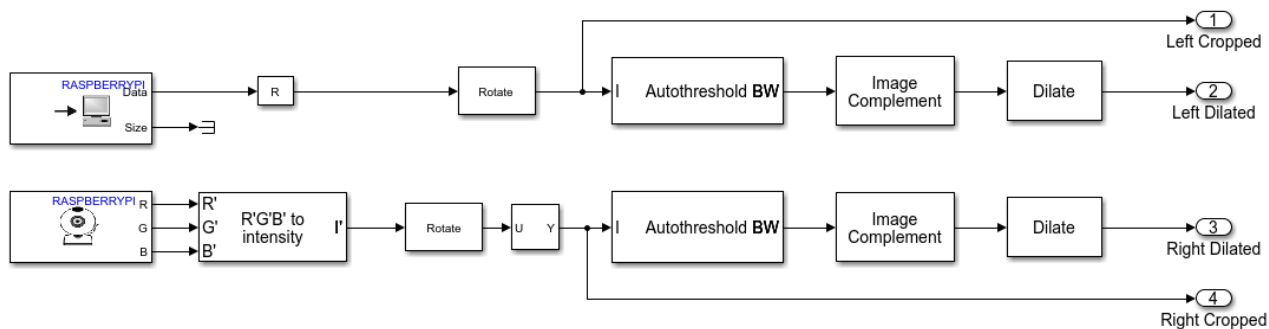 1
Left Cropped
RASPBERRYPI
Data
Size
R
Rotate
I Autothreshold BW
Image
Complement
Dilate
2
Left Dilated
RASPBERRYPI
R
G
B
R'
G'
B'
R'G'B' to
intensity
I'
Rotate
U Y
I Autothreshold BW
Image
Complement
Dilate
3
Right Dilated
4
Right Cropped